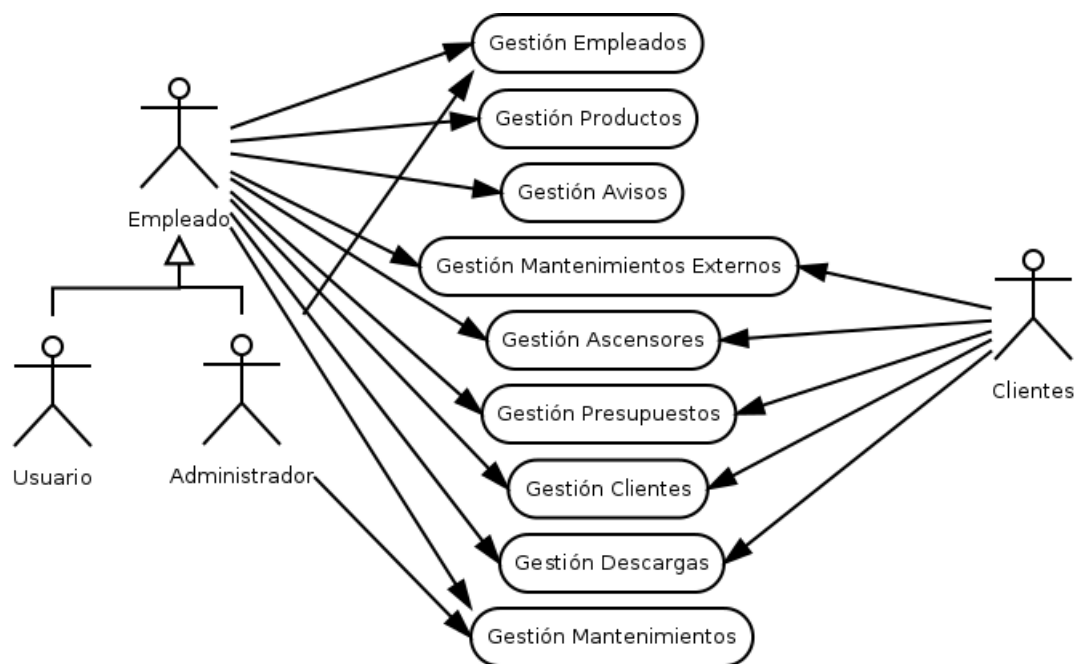 Gestión Empleados
Gestión Productos
Gestión Avisos
Empleado
Gestión Mantenimientos Externos
Gestión Ascensores
Clientes
Gestión Presupuestos
Usuario
Administrador
Gestión Clientes
Gestión Descargas
Gestión Mantenimientos